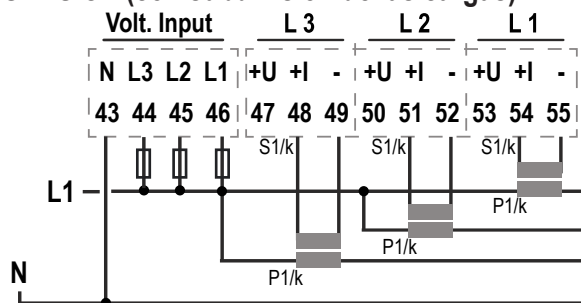 Volt. Input L 3 L 2 L 1
N L3 L2 L1 +U +I - +U +I - +U +I -
43 44 45 46 47 48 49 50 51 52 53 54 55
S1/k S1/k S1/k
L1
P1/k
P1/k
N
P1/k